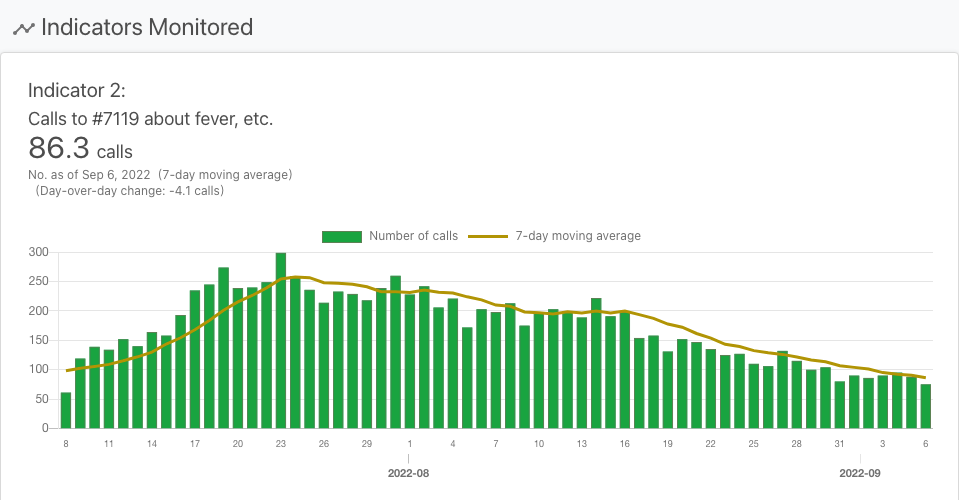 Indicators Monitored
Indicator 2:
Calls to #7119 about fever, etc.
86.3 calls
No. as of Sep 6, 2022 (7-day moving average)
(Day-over-day change: -4.1 calls)
Number of calls 7-day moving average
300
250
200
150
100
50
0
8 11 14 17 20 23 26 29 1 4 7 10 13 16 19 22 25 28 31 3 6
2022-08 2022-09